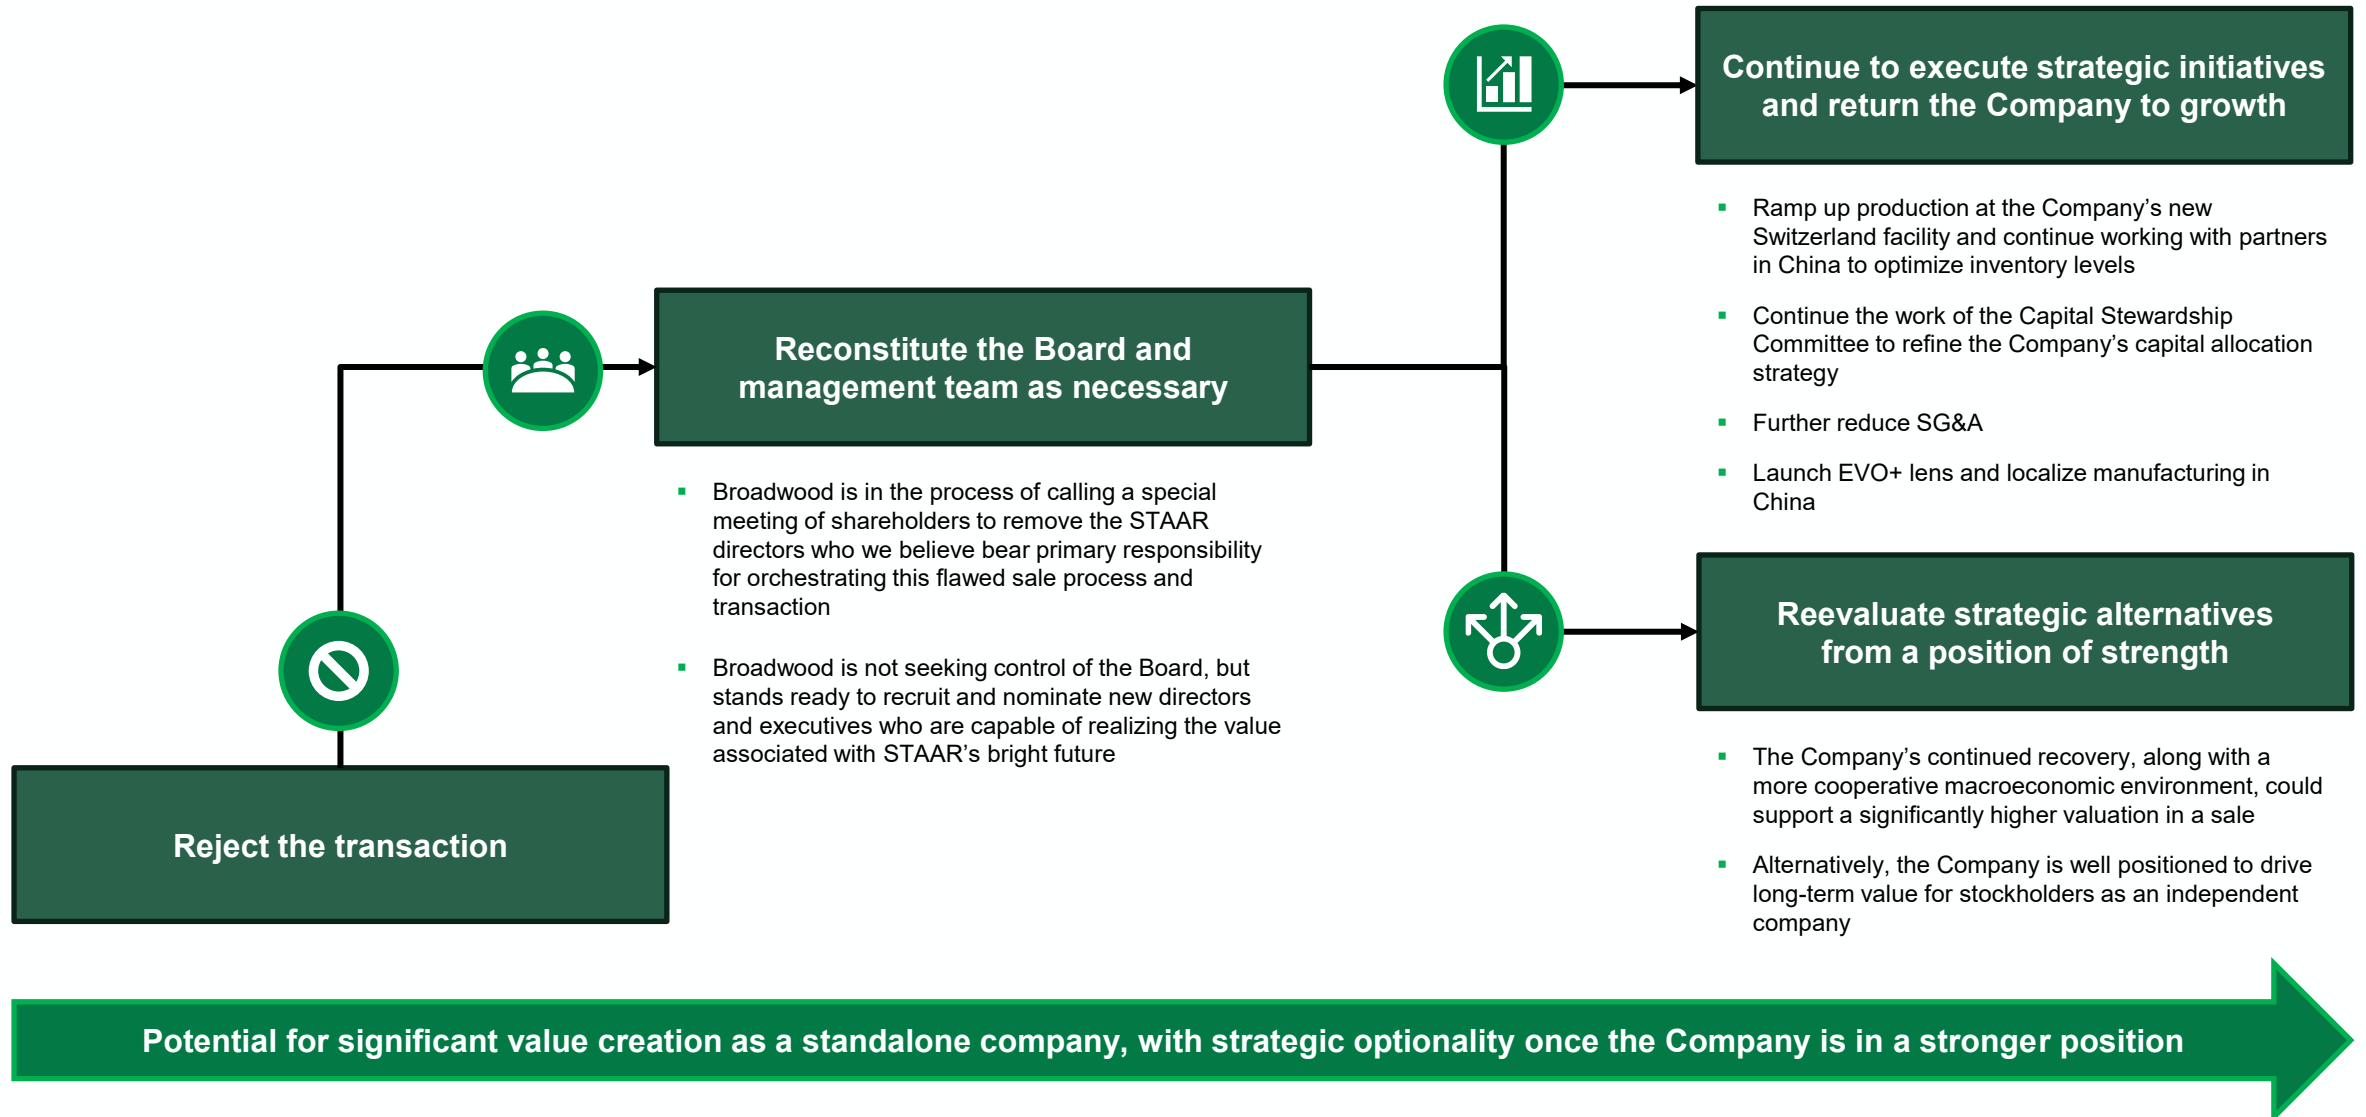 Continue to execute strategic initiatives
and return the Company to growth
▪ Ramp up production at the Company’s new
Switzerland facility and continue working with partners
in China to optimize inventory levels
▪ Continue the work of the Capital Stewardship
Committee to refine the Company’s capital allocation
strategy
▪ Further reduce SG&A
▪ Launch EVO+ lens and localize manufacturing in
China
Reconstitute the Board and
management team as necessary
▪ Broadwood is in the process of calling a special
meeting of shareholders to remove the STAAR
directors who we believe bear primary responsibility
for orchestrating this flawed sale process and
transaction
▪ Broadwood is not seeking control of the Board, but
stands ready to recruit and nominate new directors
and executives who are capable of realizing the value
associated with STAAR’s bright future
Reevaluate strategic alternatives
from a position of strength
▪ The Company’s continued recovery, along with a
more cooperative macroeconomic environment, could
support a significantly higher valuation in a sale
▪ Alternatively, the Company is well positioned to drive
long-term value for stockholders as an independent
company
Reject the transaction
Potential for significant value creation as a standalone company, with strategic optionality once the Company is in a stronger position